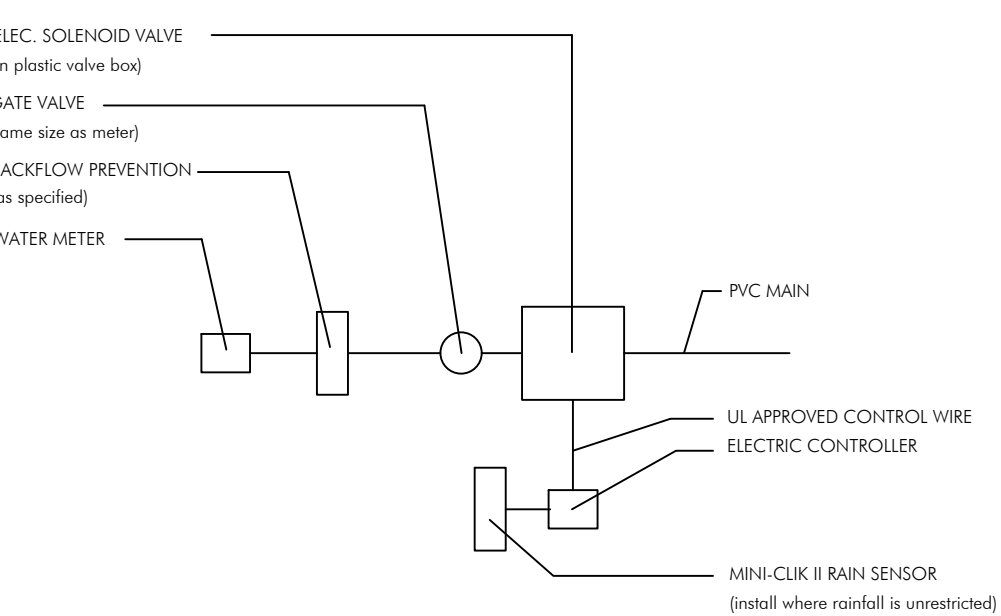 ELEC. SOLENOID VALVE
n plastic valve box)
GATE VALVE
ame size as meter)
ACKFLOW PREVENTION
as specified)
WATER METER
PVC MAIN
UL APPROVED CONTROL WIRE
ELECTRIC CONTROLLER
MINI-CLIK II RAIN SENSOR
(install where rainfall is unrestricted)